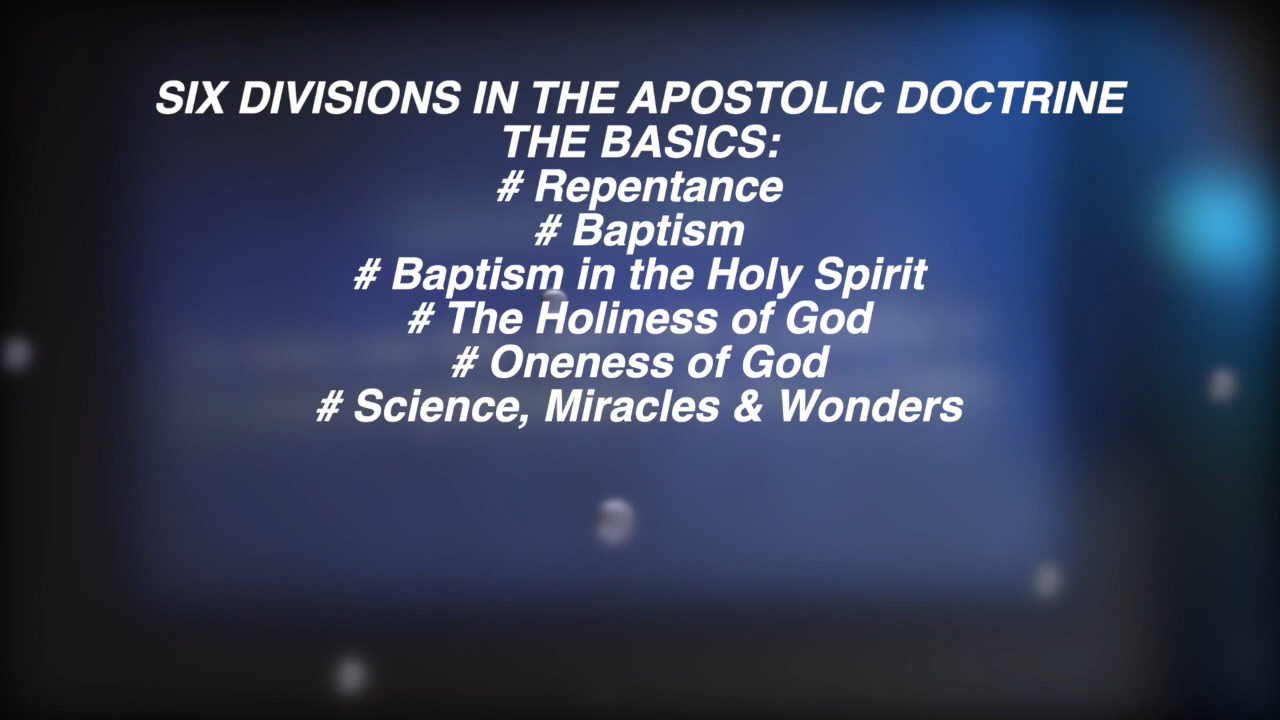 SIX DIVISIONS IN THE APOSTOLIC DOCTRINE
THE BASICS:
# Repentance
# Baptism
# Baptism in the Holy Spirit
# The Holiness of God
# Oneness of God
# Science, Miracles & Wonders